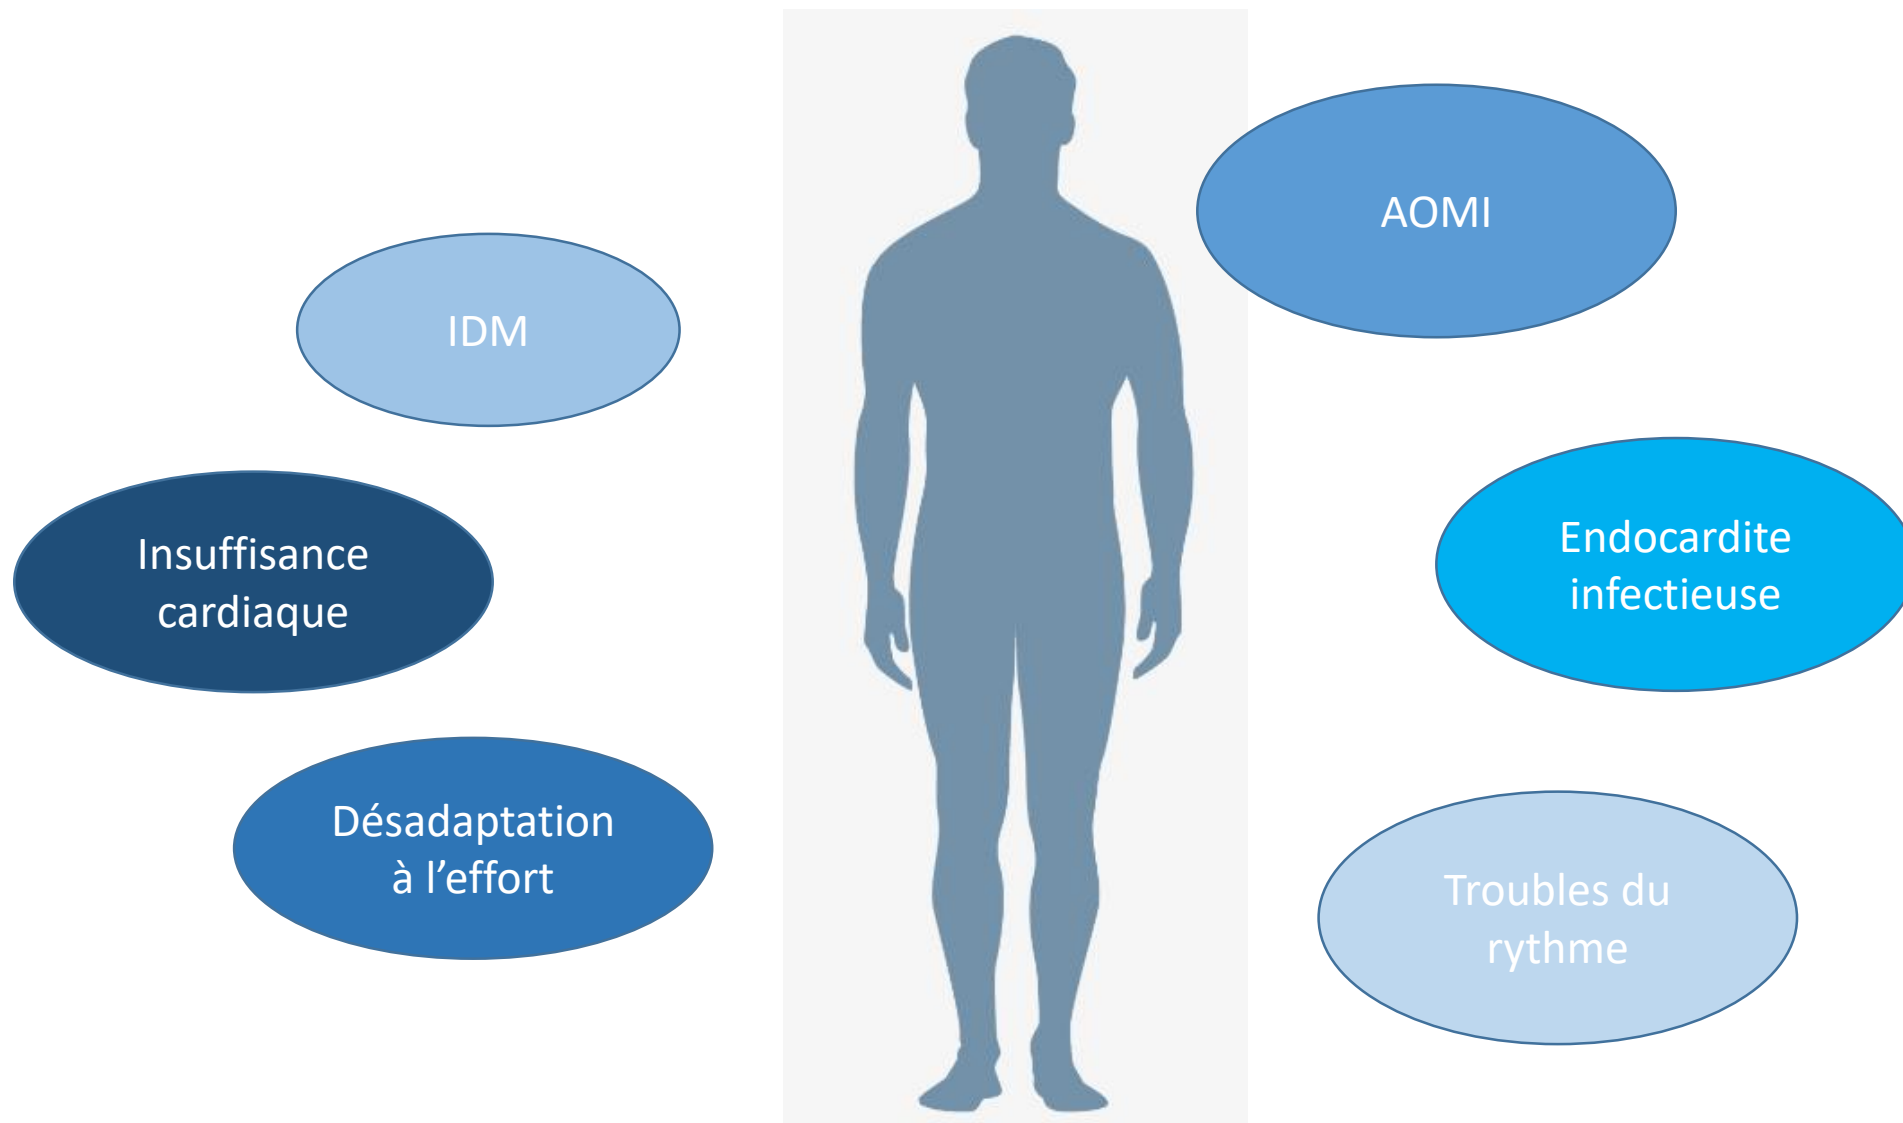 AOMI
IDM
Insuffisance
cardiaque
Endocardite
infectieuse
Désadaptation
à l’effort
Troubles du
rythme